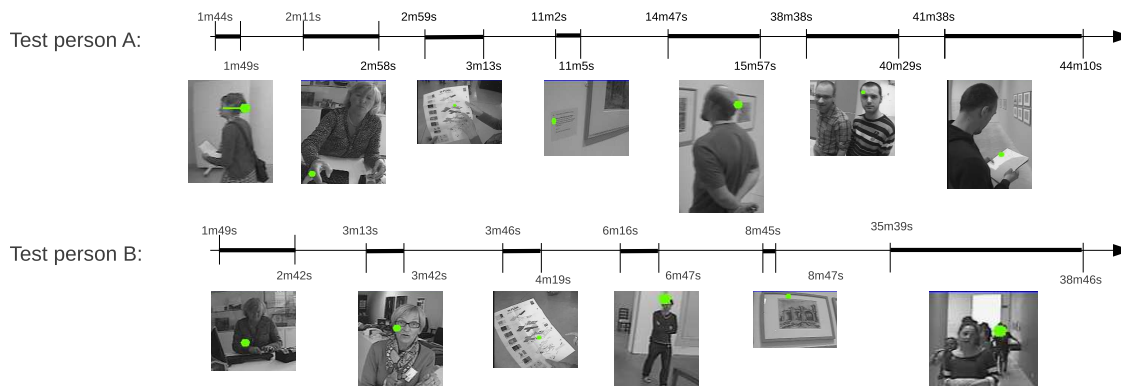 1m44s 2m11s 2m59s 11m2s 14m47s 38m38s 41m38s
Test person A:
1m49s 2m58s 3m13s 11m5s 15m57s 40m29s 44m10s
1m49s 3m13s 3m46s 6m16s 8m45s 35m39s
Test person B:
2m42s 3m42s 4m19s 6m47s 8m47s 38m46s